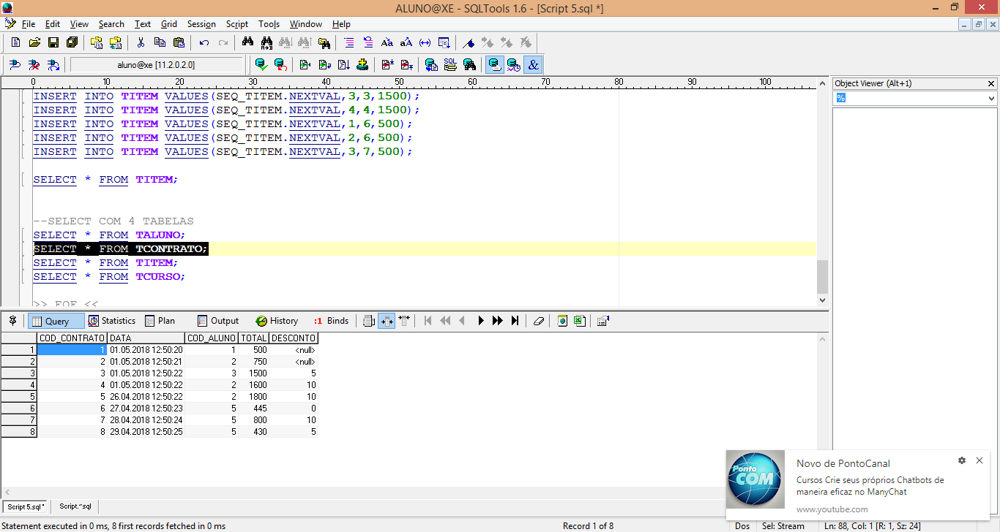 ALUNO@XE - SQLTools 1.6 - [Script 5.sql *]
File Edit View Search Text Grid Session Script Tools Window Help
aluno@xe [11.2.0.2.0]
SQL
&
0 10 20 30 40 50 60 70 80 90 100
Object Viewer (Alt+1)
%
INSERT INTO TITEM VALUES(SEQ_TITEM.NEXTVAL,3,3,1500);
INSERT INTO TITEM VALUES(SEQ_TITEM.NEXTVAL,4,4,1500);
INSERT INTO TITEM VALUES(SEQ_TITEM.NEXTVAL,1,6,500);
INSERT INTO TITEM VALUES(SEQ_TITEM.NEXTVAL,2,6,500);
INSERT INTO TITEM VALUES(SEQ_TITEM.NEXTVAL,3,7,500);
SELECT * FROM TITEM;
--SELECT COM 4 TABELAS
SELECT * FROM TALUNO;
SELECT * FROM TCONTRATO;
SELECT * FROM TITEM;
SELECT * FROM TCURSO;
>> EOF <<
Query Statistics Plan Output History :1 Binds
COD_CONTRATO DATA COD_ALUNO TOTAL DESCONTO
1 1 01.05.2018 12:50:20 1 500 <null>
2 2 01.05.2018 12:50:21 2 750 <null>
3 3 01.05.2018 12:50:22 3 1500 5
4 4 01.05.2018 12:50:22 2 1600 10
5 5 26.04.2018 12:50:22 2 1800 10
6 6 27.04.2018 12:50:23 5 445 0
7 7 28.04.2018 12:50:24 5 800 10
8 8 29.04.2018 12:50:25 5 430 5
Ponto
COM
Novo de PontoCanal
Cursos Crie seus próprios Chatbots de
maneira eficaz no ManyChat
www.youtube.com
Script 5.sql* Script.~sql
Statement executed in 0 ms, 8 first records fetched in 0 ms Record 1 of 8 Dos Sel: Stream Ln: 88, Col: 1 [R: 1, Sz: 24]